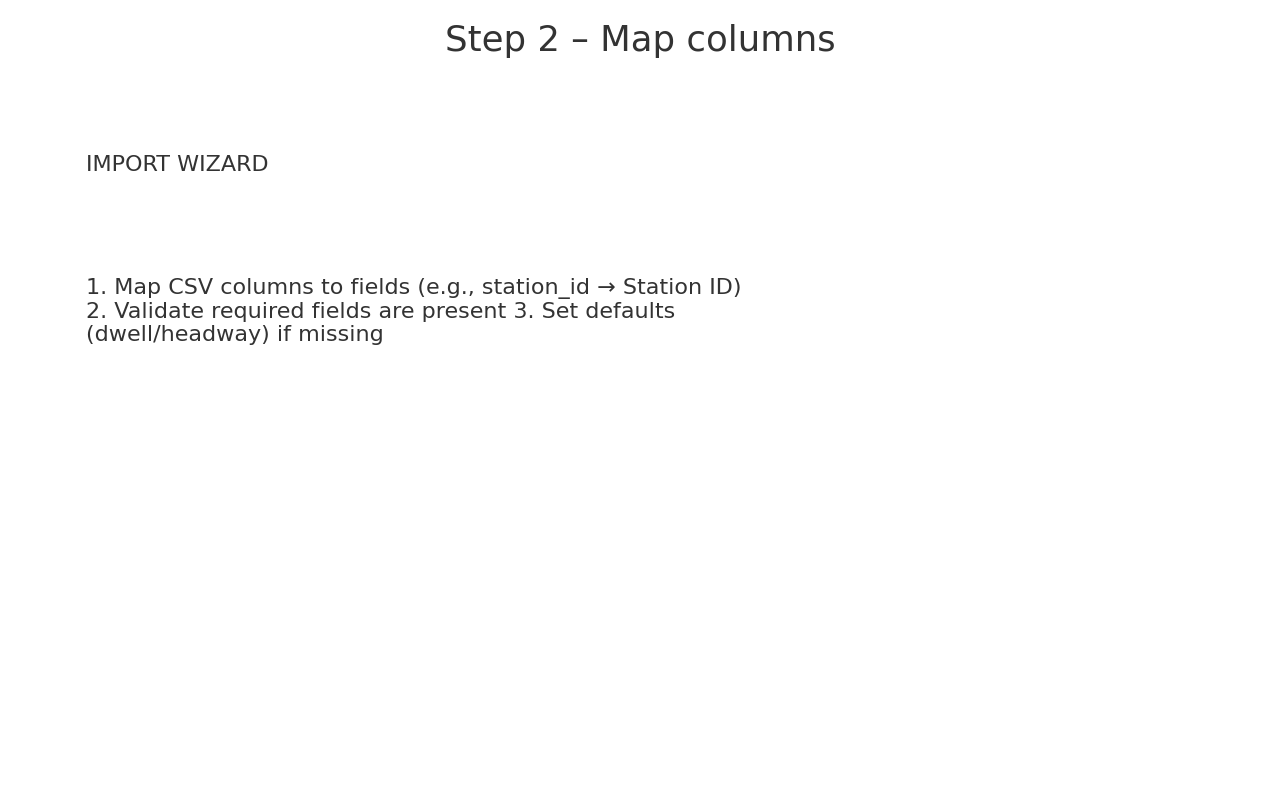 Step 2 – Map columns
IMPORT WIZARD
1. Map CSV columns to fields (e.g., station_id → Station ID)
2. Validate required fields are present 3. Set defaults
(dwell/headway) if missing